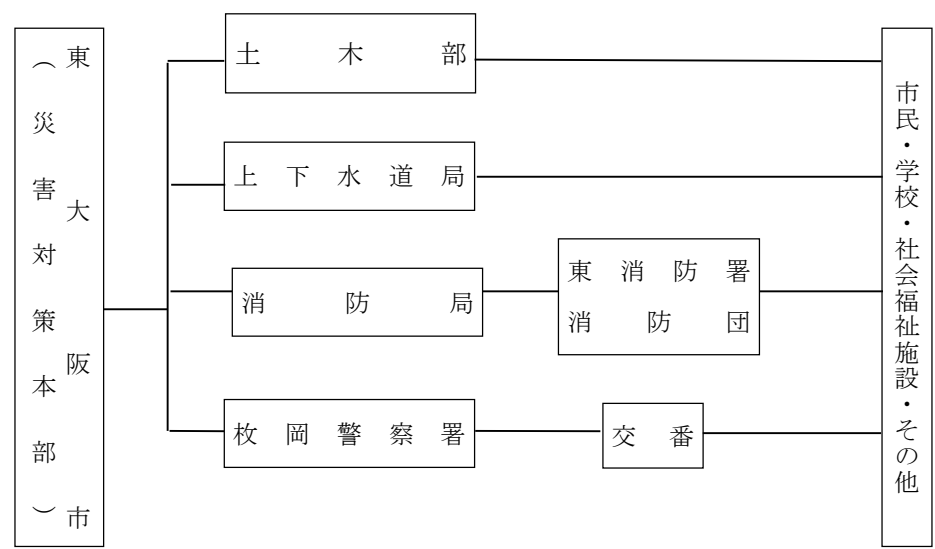 東大阪市
（災害対策本部）
土木部
上下水道局
消防局
東消防署
消防団
枚岡警察署
交番
市民・学校・社会福祉施設・その他